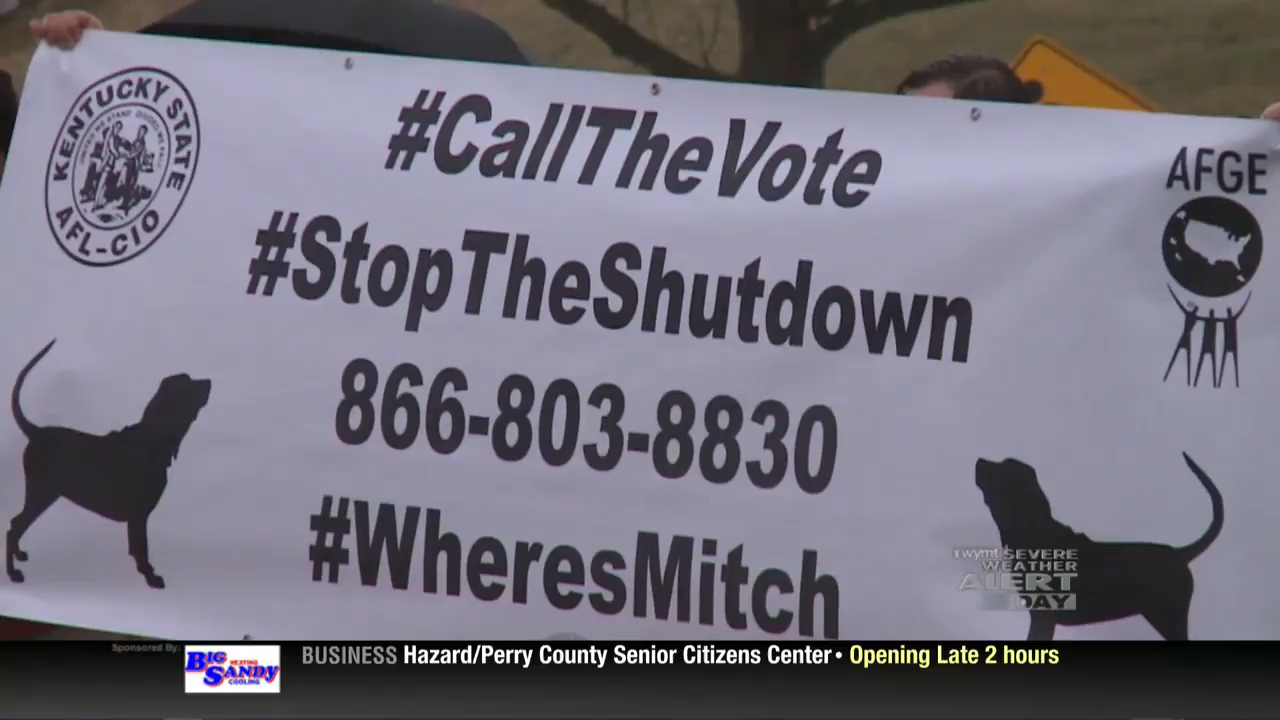 #CallTheVote
#StopTheShutdown
866-803-8830
#WheresMitch
KENTUCKY STATE
AFL-CIO
AFGE
wymt SEVERE
WEATHER
ALERT
DAY
Sponsored By:
BIG
SANDY
HEATING
COOLING
BUSINESS Hazard/Perry County Senior Citizens Center • Opening Late 2 hours